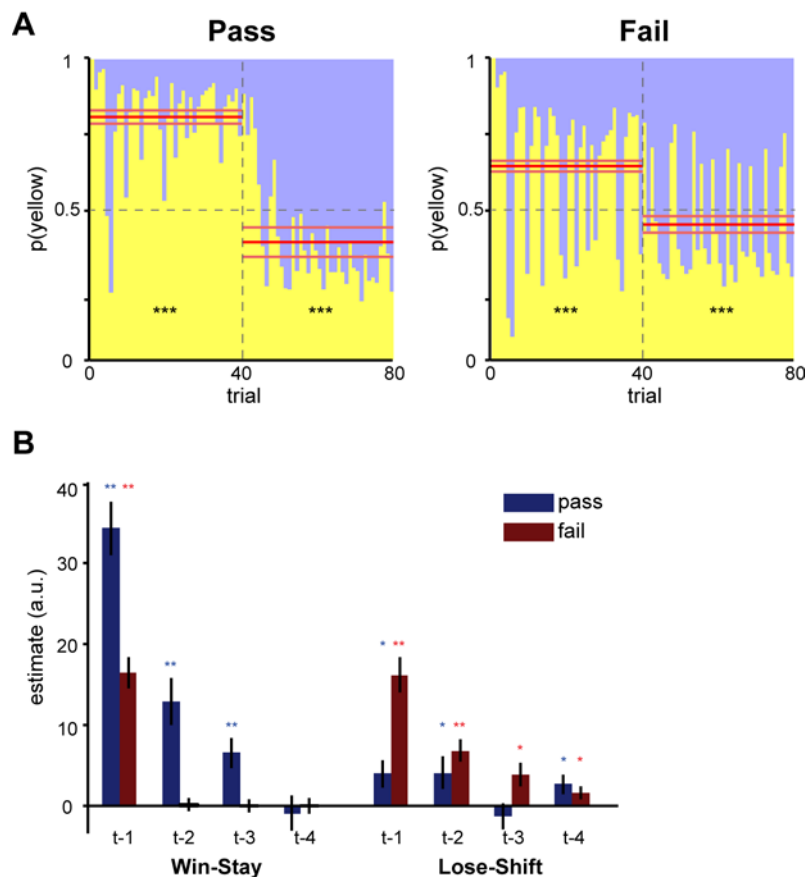 A
Pass
Fail
1
0.5
0
p(yellow)
***
***
0
40
80
trial
1
0.5
0
p(yellow)
***
***
0
40
80
trial
B
40
30
20
10
0
estimate (a.u.)
pass
fail
** **
**
**
* **
* **
*
* *
t-1 t-2 t-3 t-4
t-1 t-2 t-3 t-4
Win-Stay
Lose-Shift